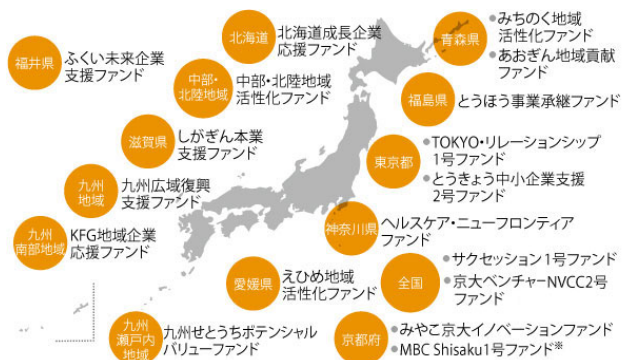 北海道
北海道成長企業
応援ファンド
青森県
●みちのく地域
活性化ファンド
●あおぎん地域貢献
ファンド
福井県
ふくい未来企業
支援ファンド
中部・
北陸地域
中部・北陸地域
活性化ファンド
福島県
とうほう事業承継ファンド
滋賀県
しがぎん本業
支援ファンド
東京都
●TOKYO・リレーションシップ
1号ファンド
●とうきょう中小企業支援
2号ファンド
九州
地域
九州広域復興
支援ファンド
九州
南部地域
KFG地域企業
応援ファンド
神奈川県
ヘルスケア・ニューフロンティア
ファンド
愛媛県
えひめ地域
活性化ファンド
全国
●サクセッション1号ファンド
●京大ベンチャーNVCC2号
ファンド
九州
瀬戸内
地域
九州せとうちポテンシャル
バリューファンド
京都府
●みやこ京大イノベーションファンド
●MBC Shisaku1号ファンド※